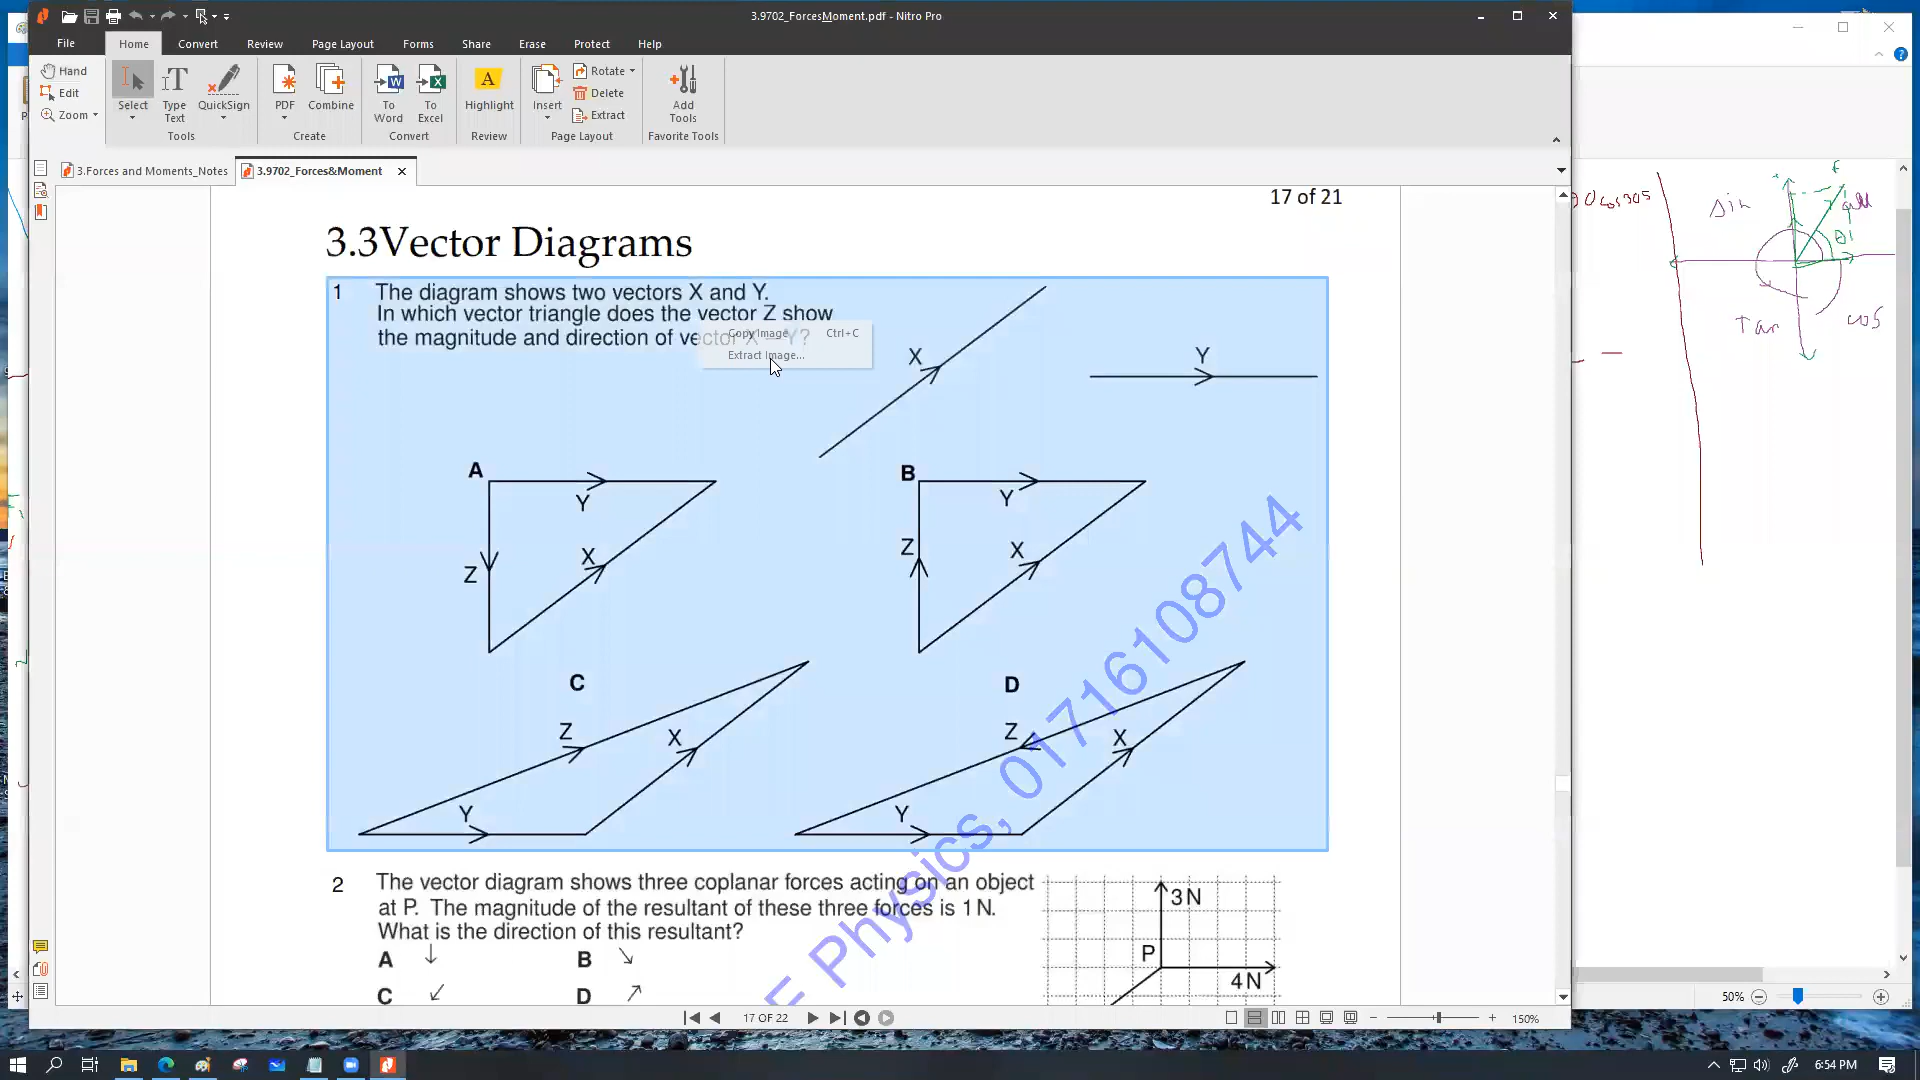 3.9702_ForcesMoment.pdf - Nitro Pro
File Home Convert Review Page Layout Forms Share Erase Protect Help
Hand
Edit
Zoom
Select
Type Text
QuickSign
Tools
PDF
Combine
Create
To Word
To Excel
Convert
Highlight
Review
Insert
Rotate
Delete
Extract
Page Layout
Add Tools
Favorite Tools
3.Forces and Moments_Notes
3.9702_Forces&Moment
17 of 21
3.3Vector Diagrams
1 The diagram shows two vectors X and Y.
In which vector triangle does the vector Z show
the magnitude and direction of vector X – Y?
Copy Image Ctrl+C
Extract Image...
X
Y
A
Y
X
Z
B
Y
X
Z
C
Z
X
Y
D
Z
X
Y
E Physics, 01716108744
2 The vector diagram shows three coplanar forces acting on an object
at P. The magnitude of the resultant of these three forces is 1 N.
What is the direction of this resultant?
A ↓ B ↘
C ↙ D ↗
3 N
P
4 N
17 OF 22
150%
sin
all
θ
Tan
cos
F
50%
6:54 PM